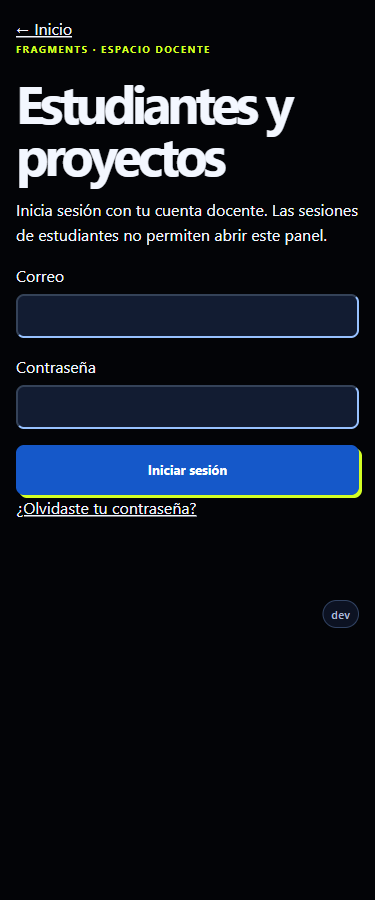 ← Inicio
FRAGMENTS · ESPACIO DOCENTE
Estudiantes y
proyectos
Inicia sesión con tu cuenta docente. Las sesiones
de estudiantes no permiten abrir este panel.
Correo
Contraseña
Iniciar sesión
¿Olvidaste tu contraseña?
dev